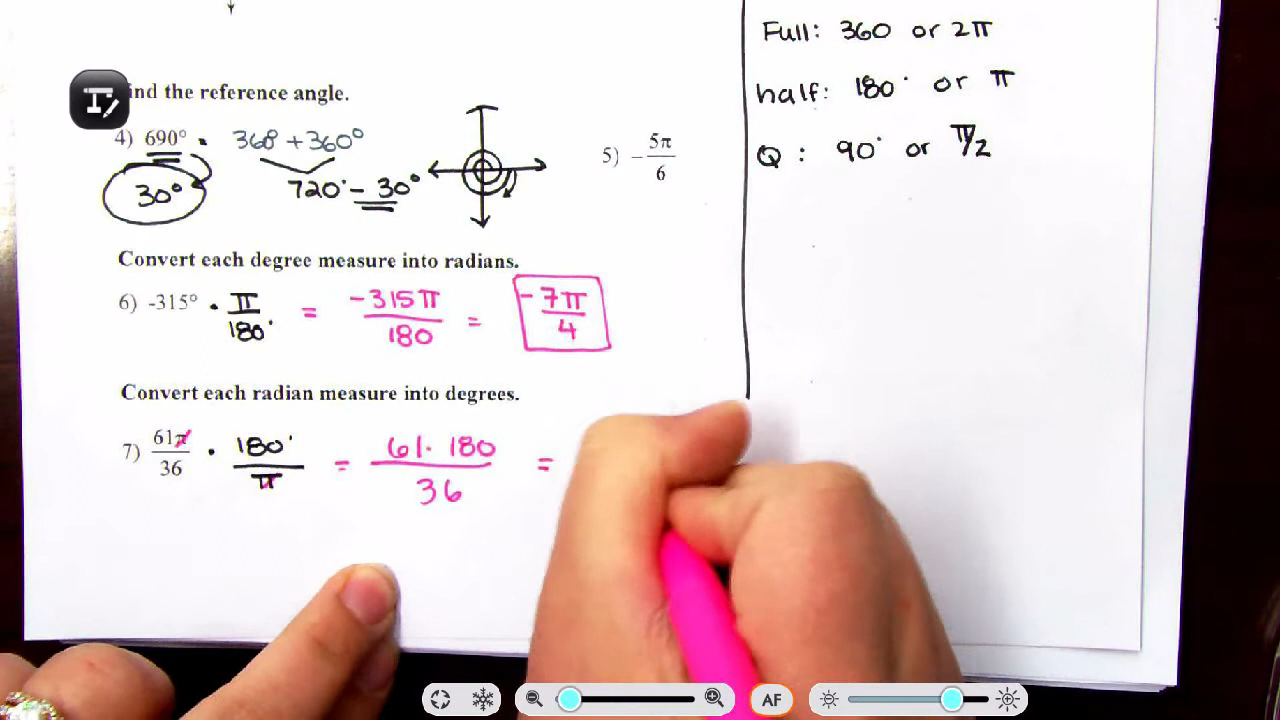 Find the reference angle.
4) 690° = 360 + 360°
30°
720° - 30°
5) -5π/6
Convert each degree measure into radians.
6) -315° · π/180° = -315π/180 = -7π/4
Convert each radian measure into degrees.
7) 61π/36 · 180°/π = 61·180/36 =
Full: 360 or 2π
half: 180° or π
Q: 90° or π/2
AF